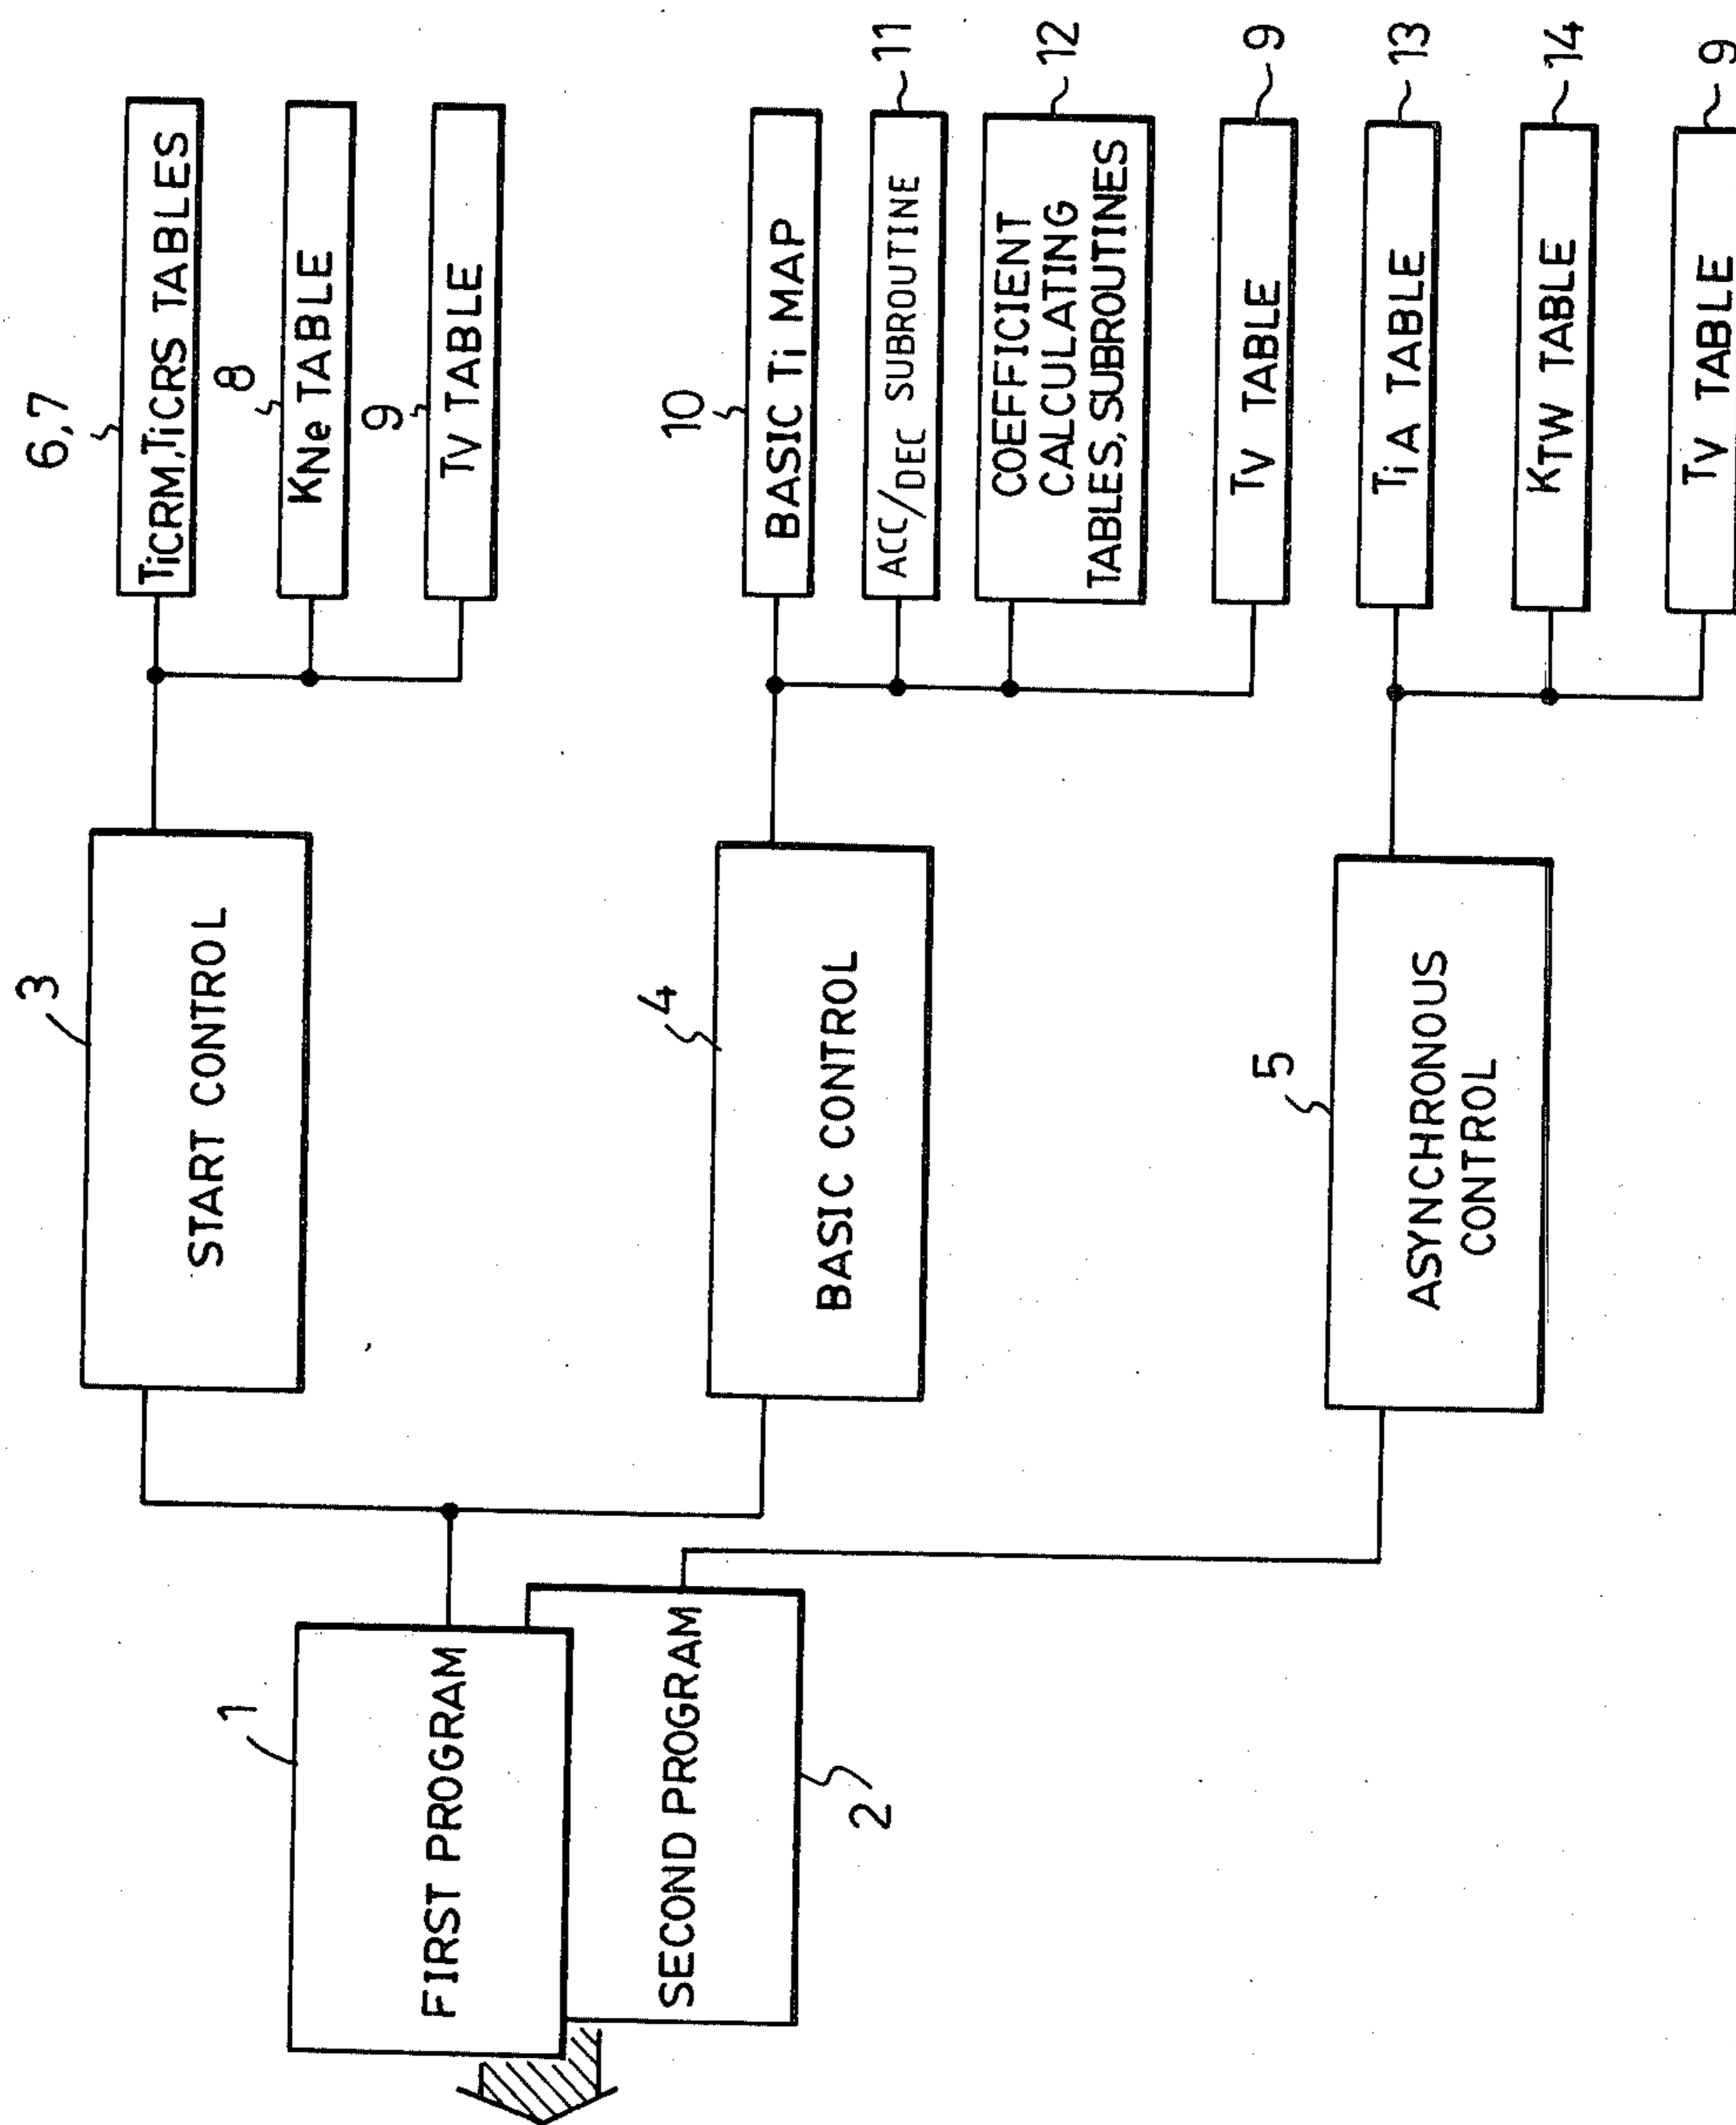 1
FIRST PROGRAM
SECOND PROGRAM
2
3
START CONTROL
4
BASIC CONTROL
5
ASYNCHRONOUS
CONTROL
6,7
TiCRM,TiCRS TABLES
8
KNe TABLE
9
TV TABLE
10
BASIC Ti MAP
ACC/DEC SUBROUTINE
11
COEFFICIENT
CALCULATING
TABLES,SUBROUTINES
12
TV TABLE
9
TiA TABLE
13
KTW TABLE
14
TV TABLE
9